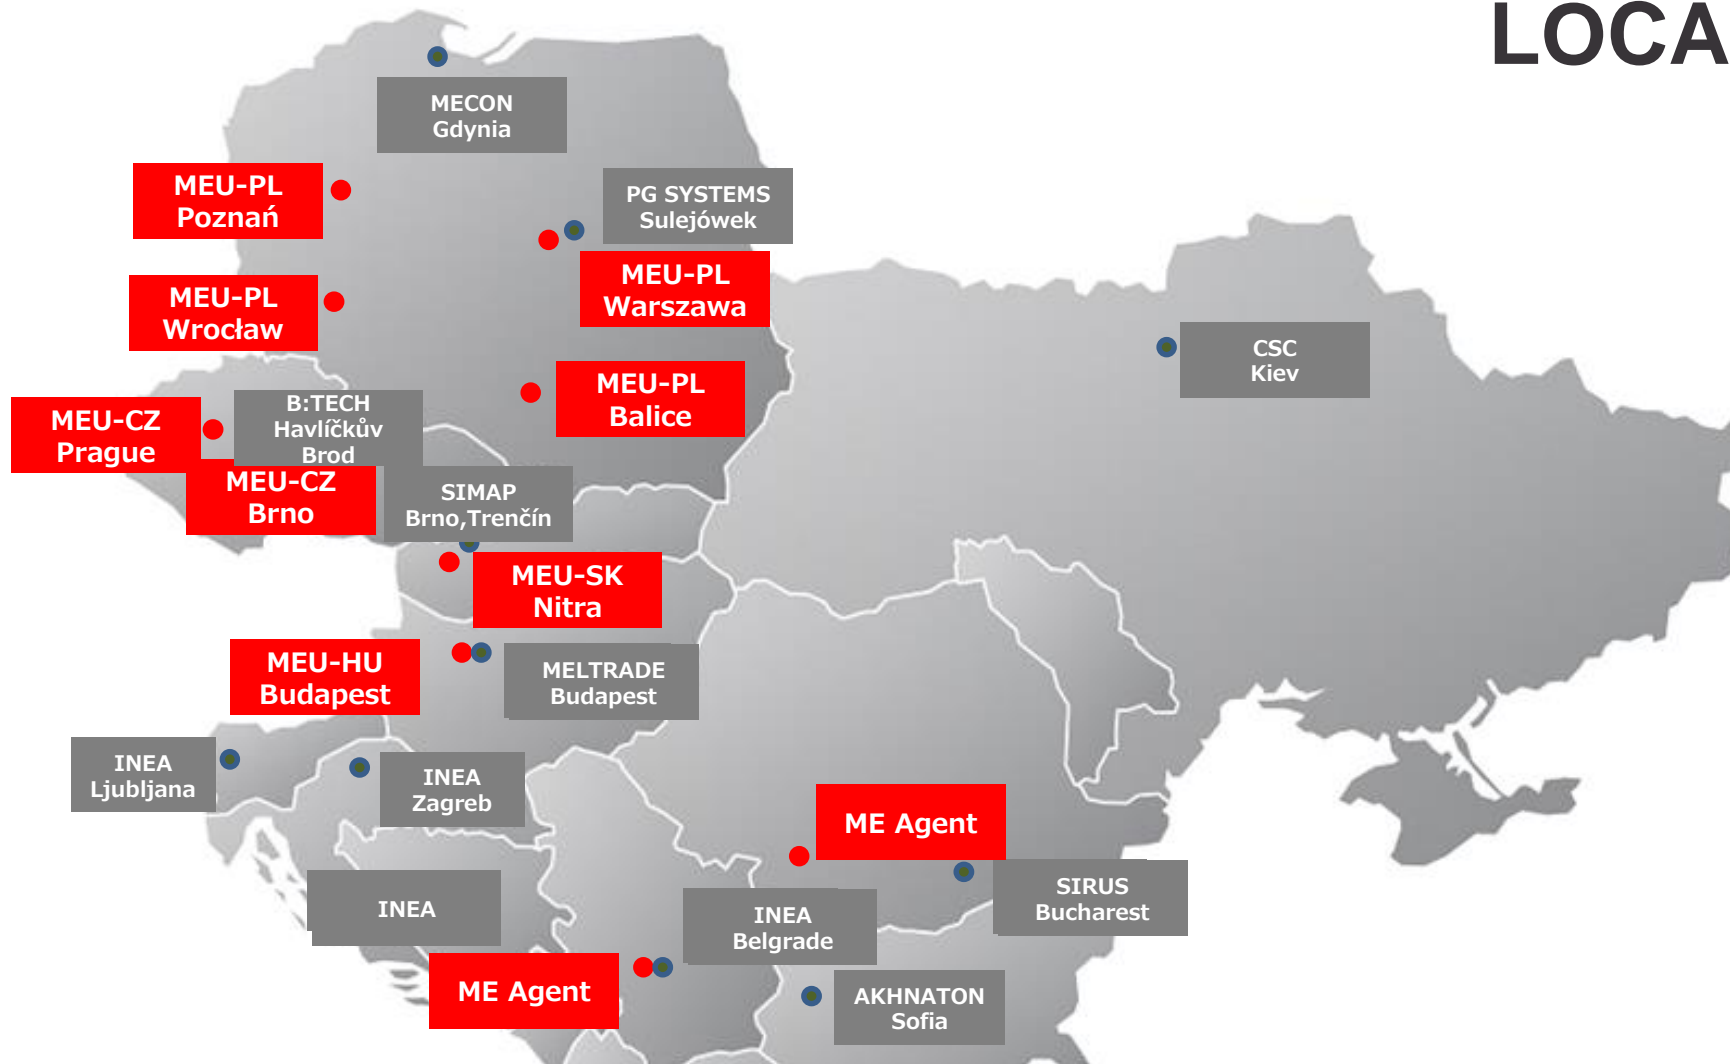 LOCA
MECON
Gdynia
MEU-PL
Poznań
PG SYSTEMS
Sulejówek
MEU-PL
Warszawa
MEU-PL
Wrocław
CSC
Kiev
MEU-PL
Balice
MEU-CZ
Prague
B:TECH
Havlíčkův
Brod
MEU-CZ
Brno
SIMAP
Brno,Trenčín
MEU-SK
Nitra
MEU-HU
Budapest
MELTRADE
Budapest
INEA
Ljubljana
INEA
Zagreb
ME Agent
SIRUS
Bucharest
INEA
INEA
Belgrade
ME Agent
AKHNATON
Sofia